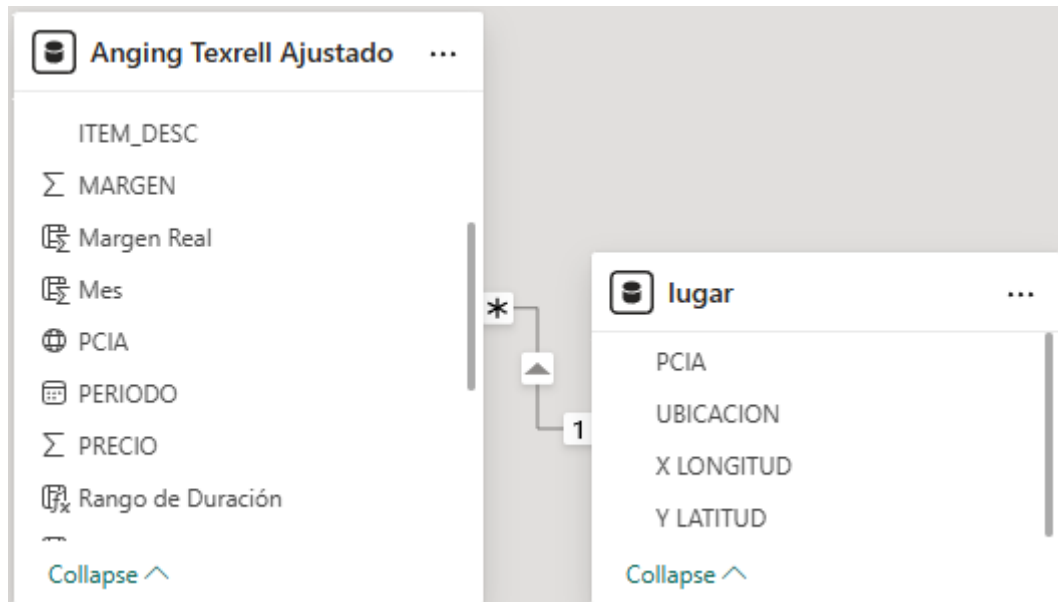 Anging Texrell Ajustado ...
ITEM_DESC
∑ MARGEN
Margen Real
Mes
PCIA
PERIODO
∑ PRECIO
Rango de Duración
Collapse
*
1
lugar ...
PCIA
UBICACION
X LONGITUD
Y LATITUD
Collapse